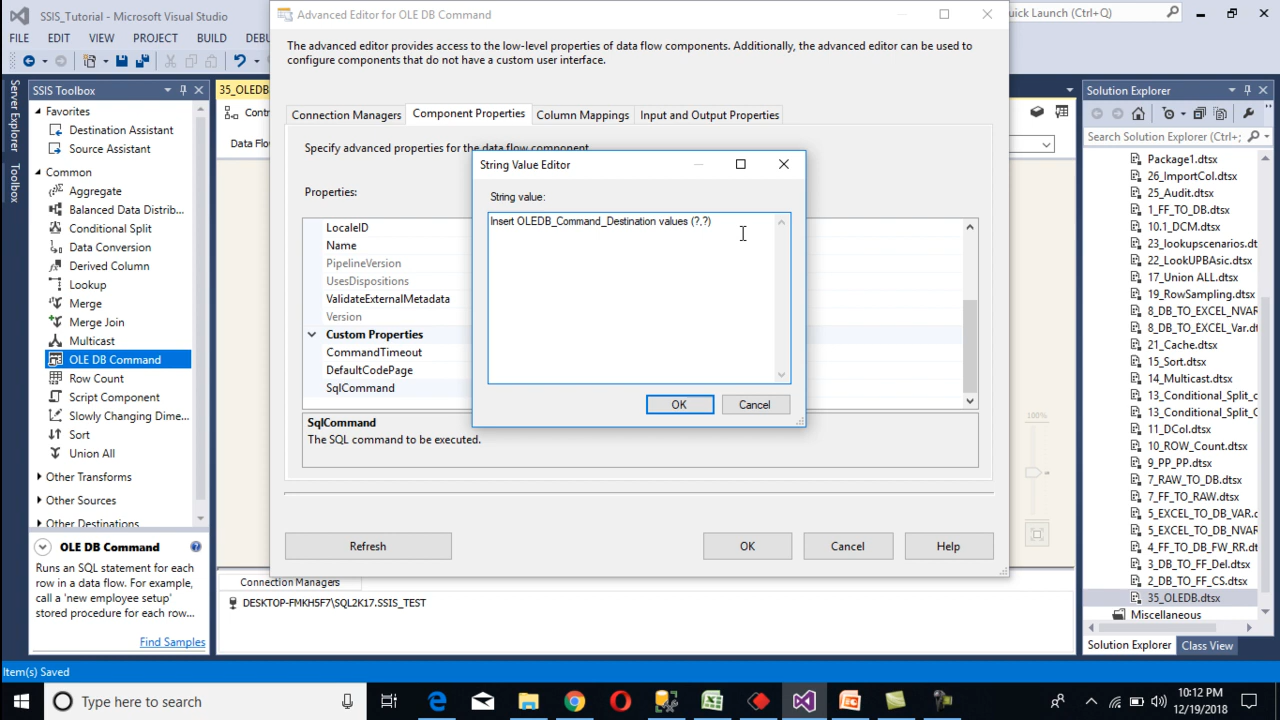 SSIS_Tutorial - Microsoft Visual Studio
Advanced Editor for OLE DB Command
uick Launch (Ctrl+Q)
FILE EDIT VIEW PROJECT BUILD DEBU
The advanced editor provides access to the low-level properties of data flow components. Additionally, the advanced editor can be used to
configure components that do not have a custom user interface.
Server Explorer
Toolbox
SSIS Toolbox
Favorites
Destination Assistant
Source Assistant
Common
Aggregate
Balanced Data Distrib...
Conditional Split
Data Conversion
Derived Column
Lookup
Merge
Merge Join
Multicast
OLE DB Command
Row Count
Script Component
Slowly Changing Dime...
Sort
Union All
Other Transforms
Other Sources
Other Destinations
OLE DB Command
Runs an SQL statement for each
row in a data flow. For example,
call a 'new employee setup'
stored procedure for each row...
Find Samples
35_OLEDB
Contr
Data Flo
Connection Managers Component Properties Column Mappings Input and Output Properties
Specify advanced properties for the data flow component.
Properties:
LocaleID
Name
PipelineVersion
UsesDispositions
ValidateExternalMetadata
Version
Custom Properties
CommandTimeout
DefaultCodePage
SqlCommand
SqlCommand
The SQL command to be executed.
Refresh OK Cancel Help
String Value Editor
String value:
Insert OLEDB_Command_Destination values (?,?)
OK Cancel
100%
Connection Managers
DESKTOP-FMKH5F7\SQL2K17.SSIS_TEST
Solution Explorer
Search Solution Explorer (Ctrl+;
Package1.dtsx
26_ImportCol.dtsx
25_Audit.dtsx
1_FF_TO_DB.dtsx
10.1_DCM.dtsx
23_lookupscenarios.dt
22_LookUPBAsic.dtsx
17_Union ALL.dtsx
19_RowSampling.dtsx
8_DB_TO_EXCEL_NVAR
8_DB_TO_EXCEL_Var.dt
21_Cache.dtsx
15_Sort.dtsx
14_Multicast.dtsx
13_Conditional_Split_c
13_Conditional_Split_C
11_DCol.dtsx
10_ROW_Count.dtsx
9_PP_PP.dtsx
7_RAW_TO_DB.dtsx
7_FF_TO_RAW.dtsx
5_EXCEL_TO_DB_VAR.
5_EXCEL_TO_DB_NVAR
4_FF_TO_DB_FW_RR.dt
3_DB_TO_FF_Del.dtsx
2_DB_TO_FF_CS.dtsx
35_OLEDB.dtsx
Miscellaneous
Solution Explorer Class View
Item(s) Saved
Type here to search
10:12 PM
12/19/2018